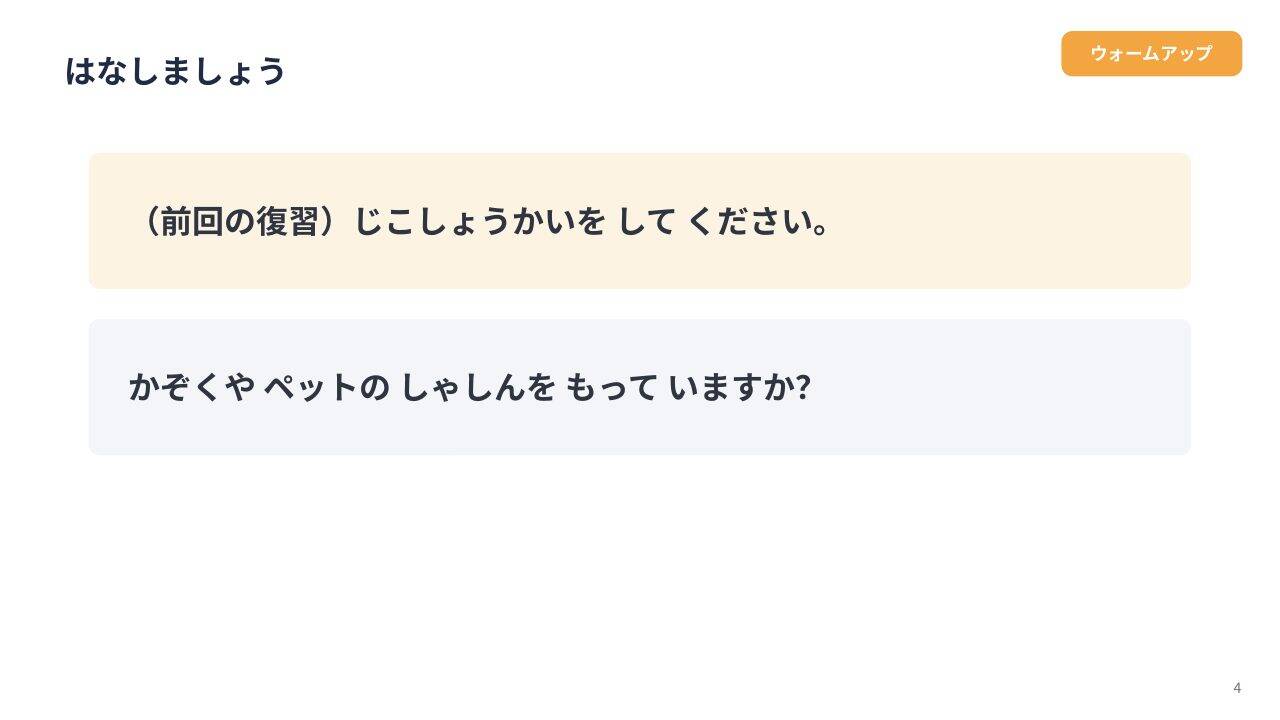 はなしましょう
ウォームアップ
（前回の復習）じこしょうかいを して ください。
かぞくや ペットの しゃしんを もって いますか?
4